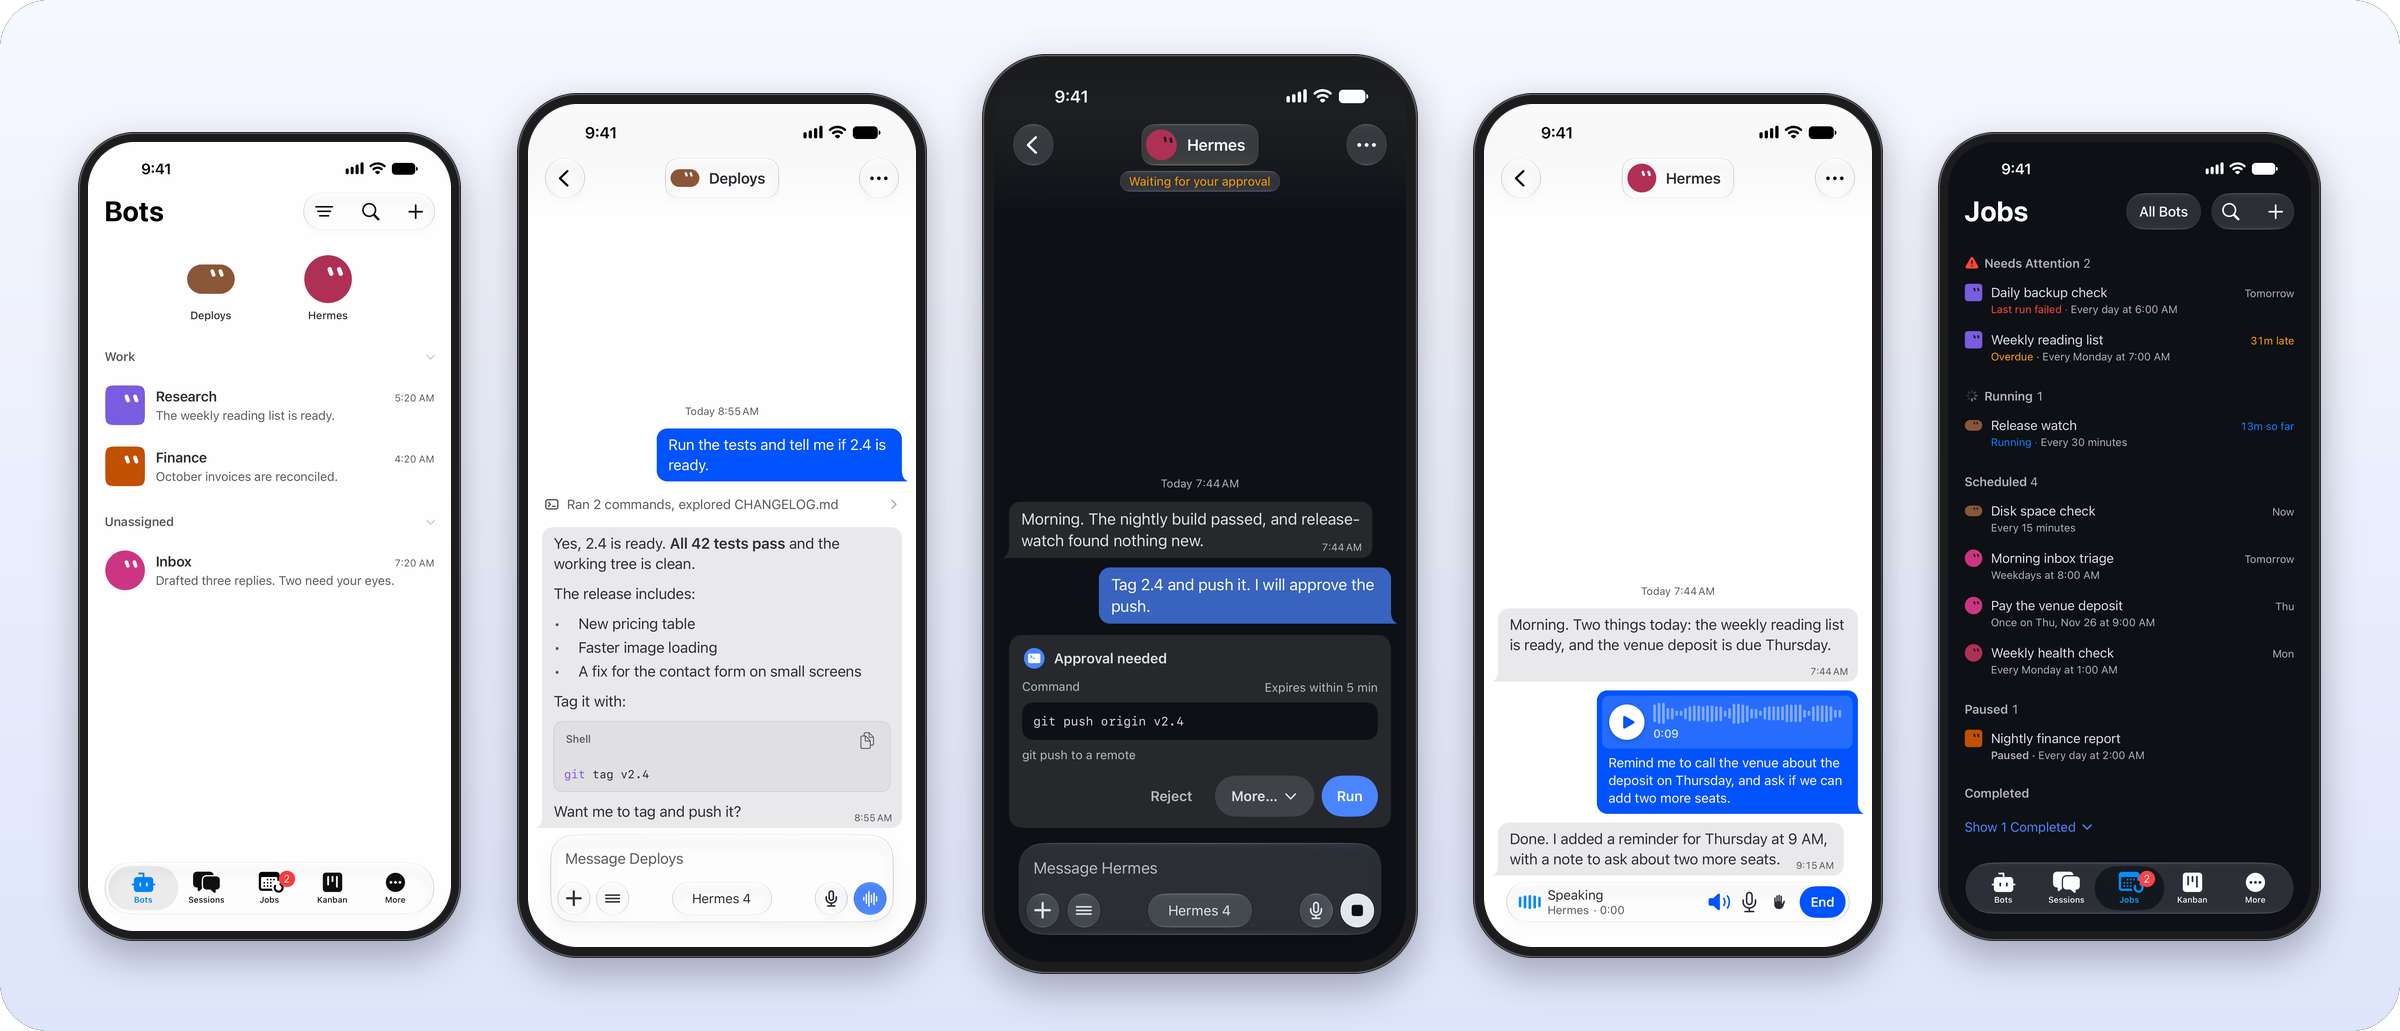 9:41
Bots
Deploys
Hermes
Work
Research
5:20 AM
The weekly reading list is ready.
Finance
4:20 AM
October invoices are reconciled.
Unassigned
Inbox
7:20 AM
Drafted three replies. Two need your eyes.
2
Bots
Sessions
Jobs
Kanban
More
9:41
Deploys
Today 8:55 AM
Run the tests and tell me if 2.4 is
ready.
Ran 2 commands, explored CHANGELOG.md
Yes, 2.4 is ready. All 42 tests pass and the
working tree is clean.
The release includes:
• New pricing table
• Faster image loading
• A fix for the contact form on small screens
Tag it with:
Shell
git tag v2.4
Want me to tag and push it?
8:55 AM
Message Deploys
Hermes 4
9:41
Hermes
Waiting for your approval
Today 7:44 AM
Morning. The nightly build passed, and release-
watch found nothing new.
7:44 AM
Tag 2.4 and push it. I will approve the
push.
Approval needed
Command
Expires within 5 min
git push origin v2.4
git push to a remote
Reject
More...
Run
Message Hermes
Hermes 4
9:41
Hermes
Today 7:44 AM
Morning. Two things today: the weekly reading list
is ready, and the venue deposit is due Thursday.
7:44 AM
0:09
Remind me to call the venue about the
deposit on Thursday, and ask if we can
add two more seats.
Done. I added a reminder for Thursday at 9 AM,
with a note to ask about two more seats.
9:15 AM
Speaking
Hermes · 0:00
End
9:41
Jobs
All Bots
Needs Attention 2
Daily backup check
Tomorrow
Last run failed · Every day at 6:00 AM
Weekly reading list
31m late
Overdue · Every Monday at 7:00 AM
Running 1
Release watch
13m so far
Running · Every 30 minutes
Scheduled 4
Disk space check
Now
Every 15 minutes
Morning inbox triage
Tomorrow
Weekdays at 8:00 AM
Pay the venue deposit
Thu
Once on Thu, Nov 26 at 9:00 AM
Weekly health check
Mon
Every Monday at 1:00 AM
Paused 1
Nightly finance report
Paused · Every day at 2:00 AM
Completed
Show 1 Completed
2
Bots
Sessions
Jobs
Kanban
More